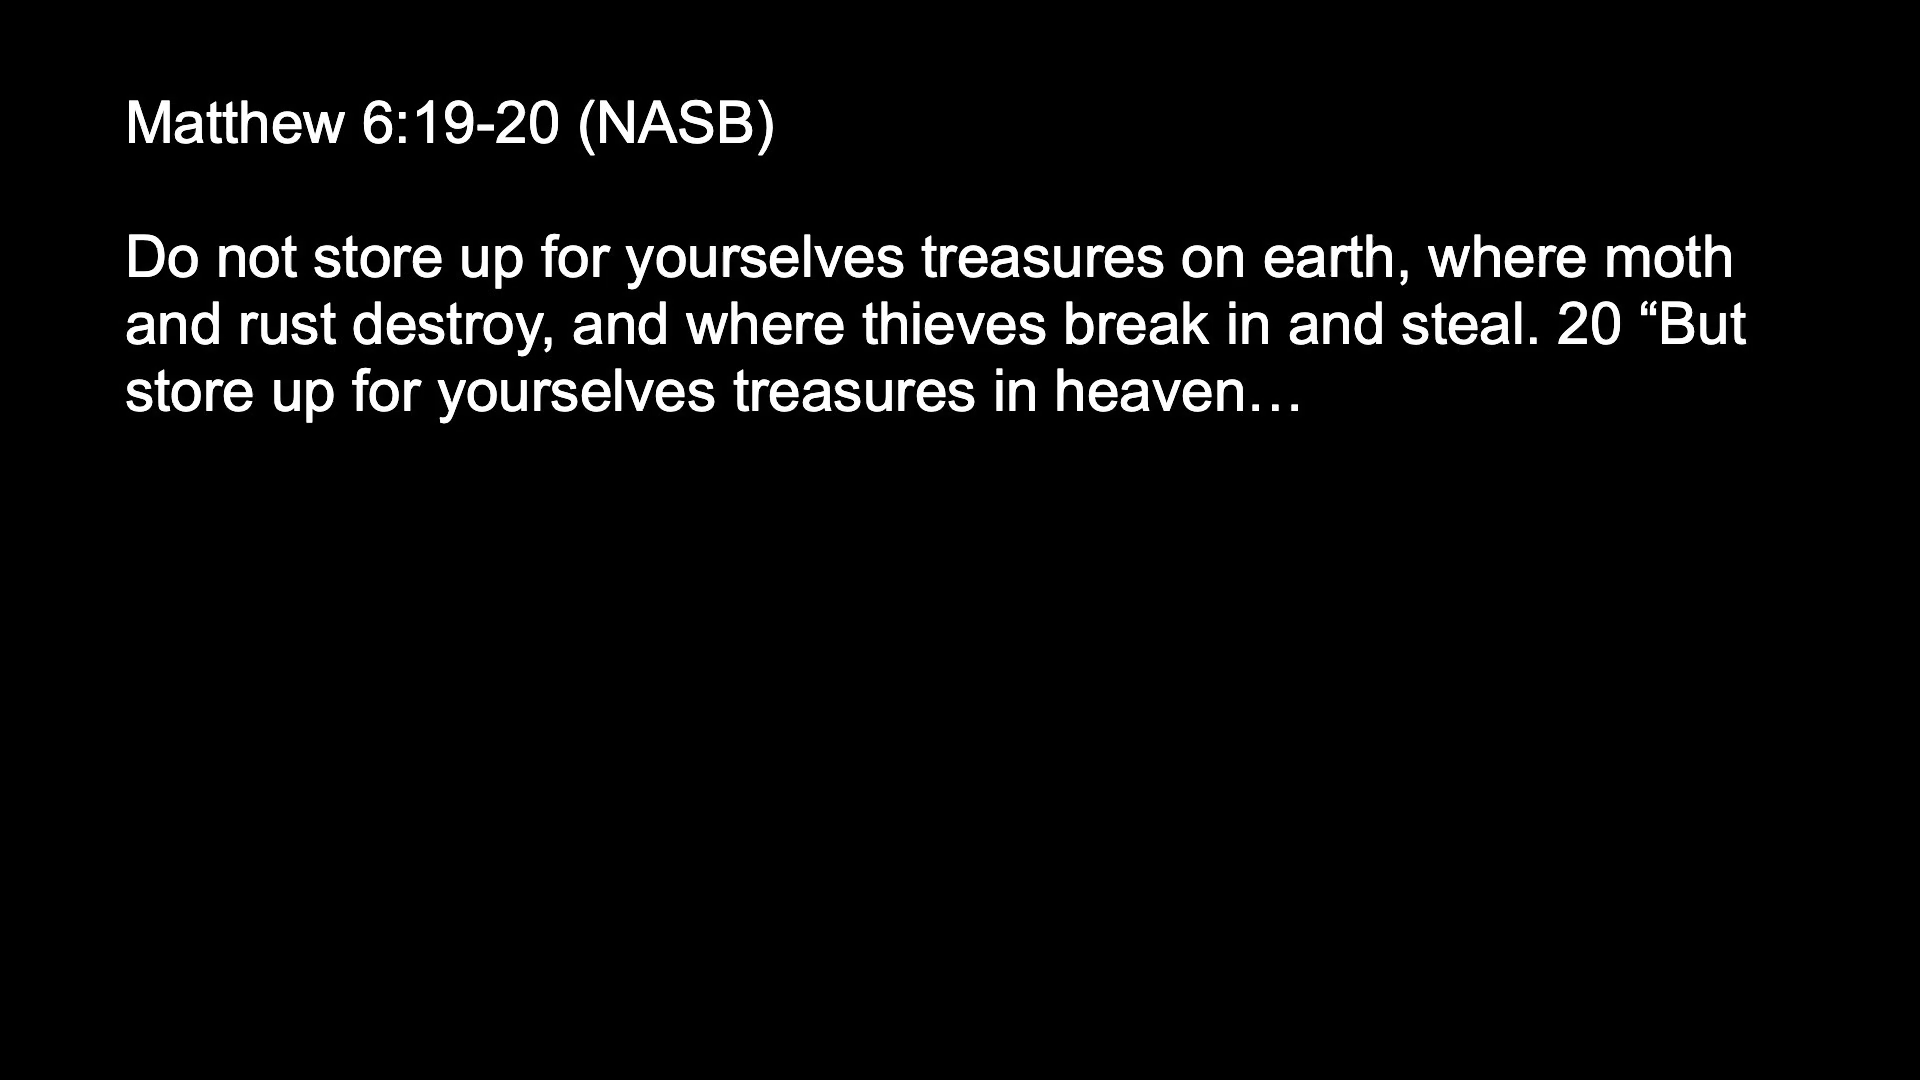 Matthew 6:19-20 (NASB)
Do not store up for yourselves treasures on earth, where moth
and rust destroy, and where thieves break in and steal. 20 “But
store up for yourselves treasures in heaven…